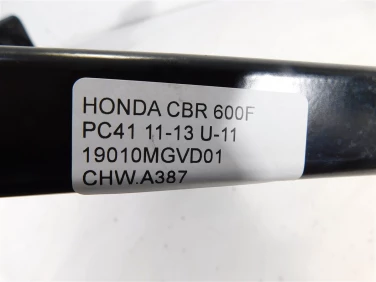 HONDA CBR 600F
PC41 11-13 U-11
19010MGVD01
CHW.A387